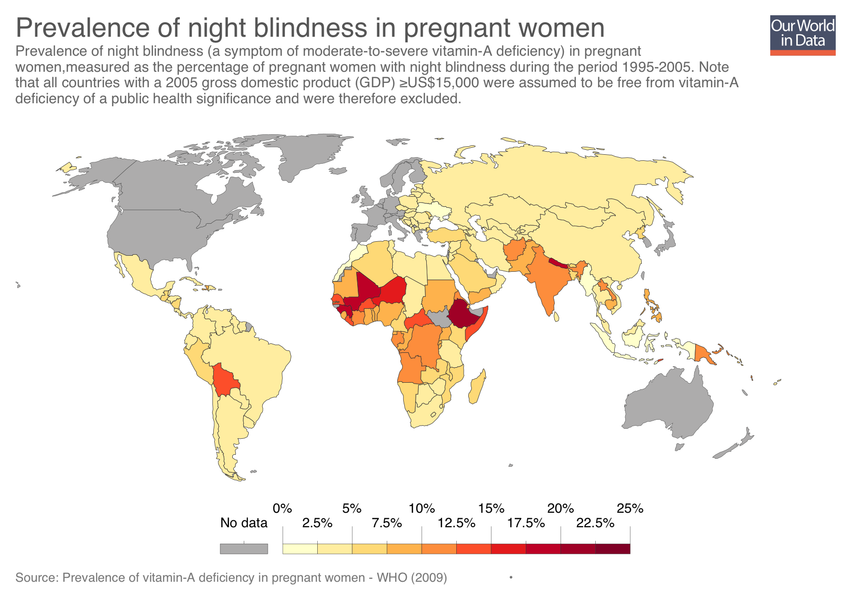 Prevalence of night blindness in pregnant women
Our World
in Data
Prevalence of night blindness (a symptom of moderate-to-severe vitamin-A deficiency) in pregnant
women,measured as the percentage of pregnant women with night blindness during the period 1995-2005. Note
that all countries with a 2005 gross domestic product (GDP) ≥US$15,000 were assumed to be free from vitamin-A
deficiency of a public health significance and were therefore excluded.
0% 5% 10% 15% 20% 25%
No data 2.5% 7.5% 12.5% 17.5% 22.5%
Source: Prevalence of vitamin-A deficiency in pregnant women - WHO (2009) •